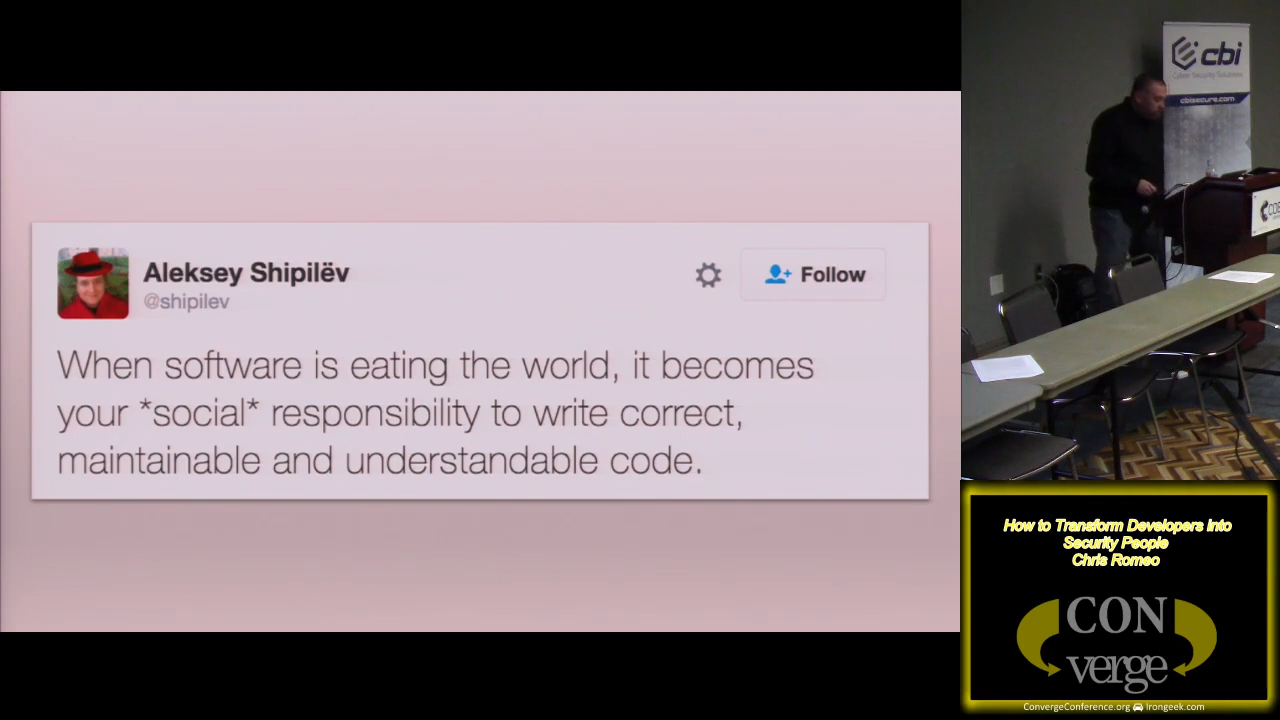 Aleksey Shipilëv
@shipilev
Follow
When software is eating the world, it becomes
your *social* responsibility to write correct,
maintainable and understandable code.
cbi
Cyber Security Solutions
cbisecure.com
How to Transform Developers Into
Security People
Chris Romeo
CON
verge
ConvergeConference.org Irongeek.com